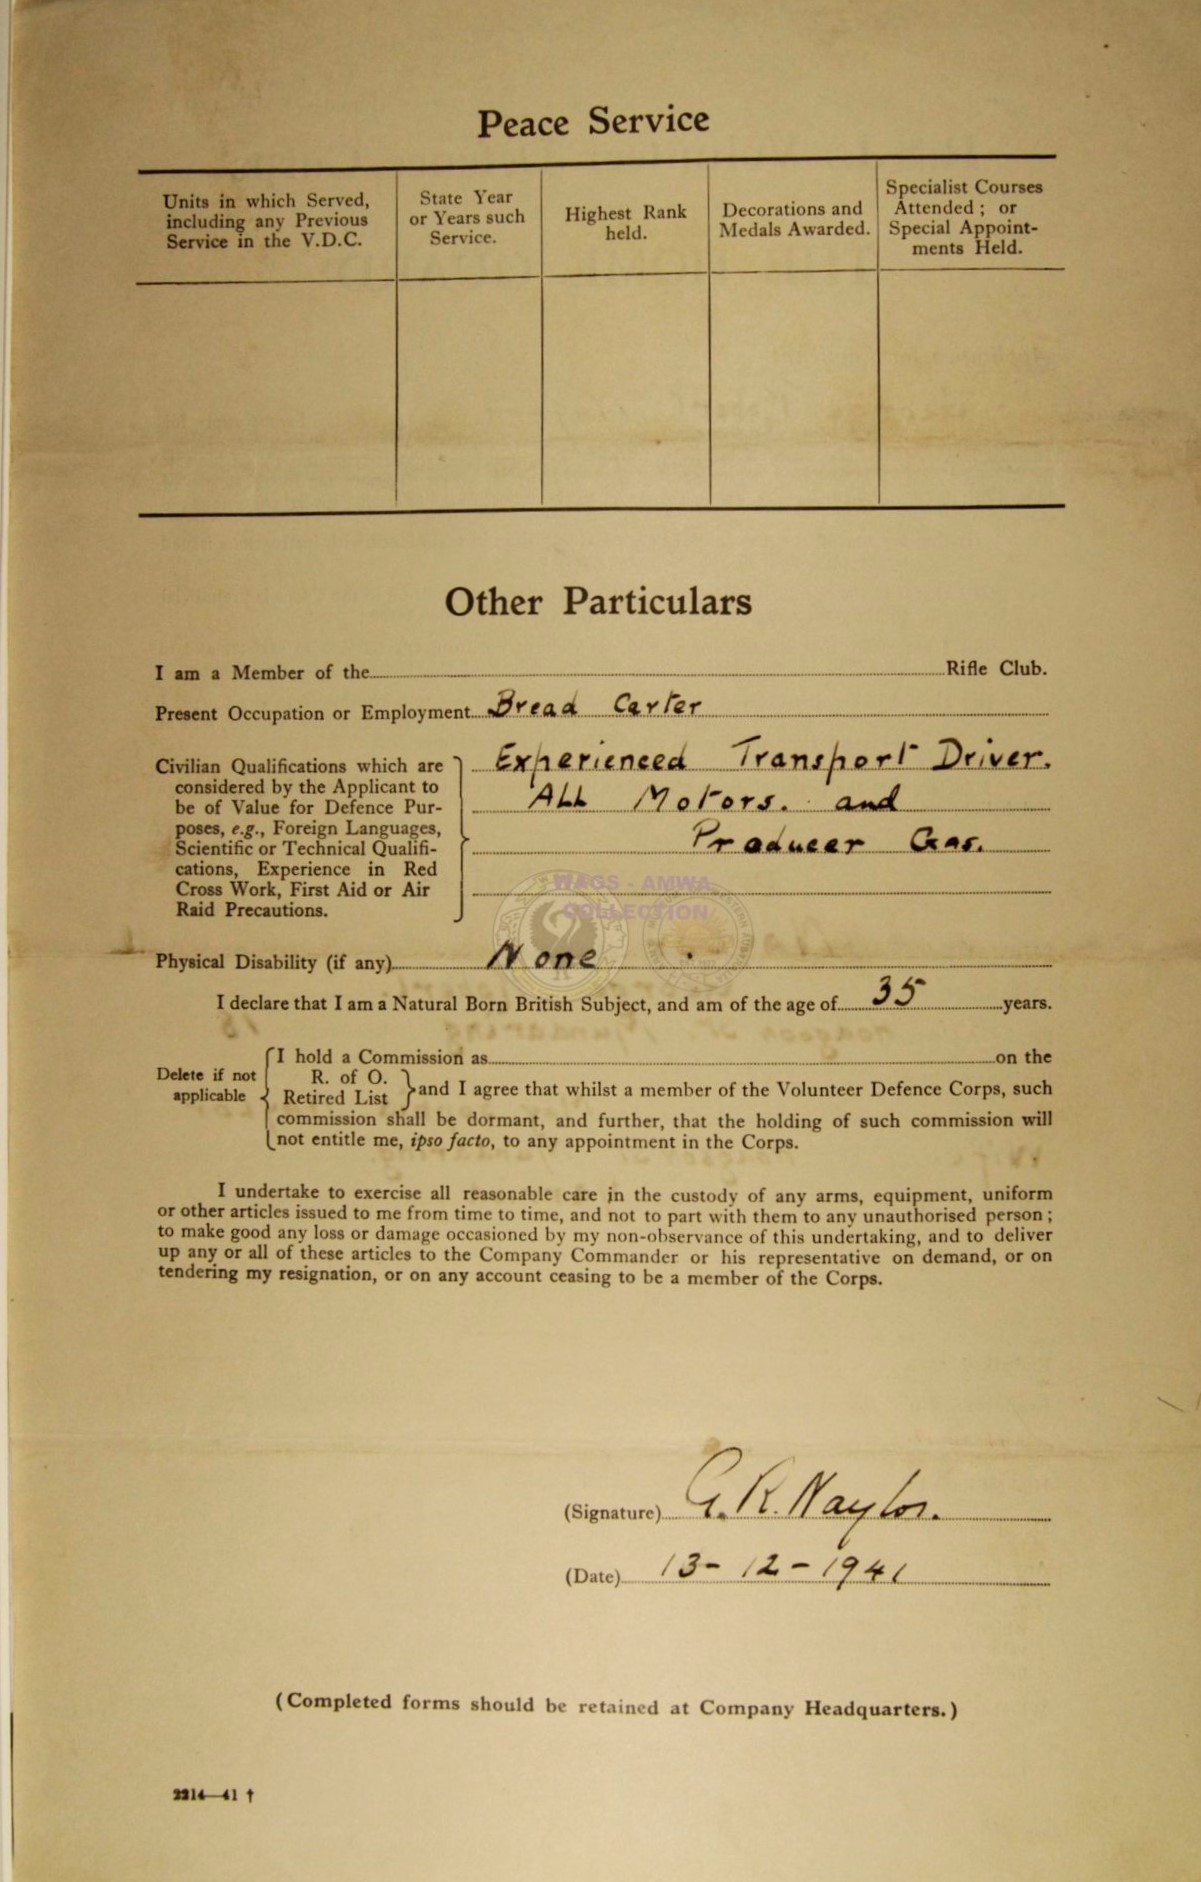 Peace Service
Units in which Served,
including any Previous
Service in the V.D.C.
State Year
or Years such
Service.
Highest Rank
held.
Decorations and
Medals Awarded.
Specialist Courses
Attended ; or
Special Appoint-
ments Held.
Other Particulars
I am a Member of the Rifle Club.
Present Occupation or Employment Bread Carter
Civilian Qualifications which are
considered by the Applicant to
be of Value for Defence Pur-
poses, e.g., Foreign Languages,
Scientific or Technical Qualifi-
cations, Experience in Red
Cross Work, First Aid or Air
Raid Precautions.
Experienced Transport Driver.
ALL Motors. and
Producer Gas.
WAGS - AMWA
COLLECTION
Physical Disability (if any) None .
I declare that I am a Natural Born British Subject, and am of the age of 35 years.
Delete if not
applicable
I hold a Commission as on the
R. of O.
Retired List
and I agree that whilst a member of the Volunteer Defence Corps, such
commission shall be dormant, and further, that the holding of such commission will
not entitle me, ipso facto, to any appointment in the Corps.
I undertake to exercise all reasonable care in the custody of any arms, equipment, uniform
or other articles issued to me from time to time, and not to part with them to any unauthorised person ;
to make good any loss or damage occasioned by my non-observance of this undertaking, and to deliver
up any or all of these articles to the Company Commander or his representative on demand, or on
tendering my resignation, or on any account ceasing to be a member of the Corps.
(Signature) G. R. Naylor.
(Date) 13-12-1941
(Completed forms should be retained at Company Headquarters.)
2214—41 †